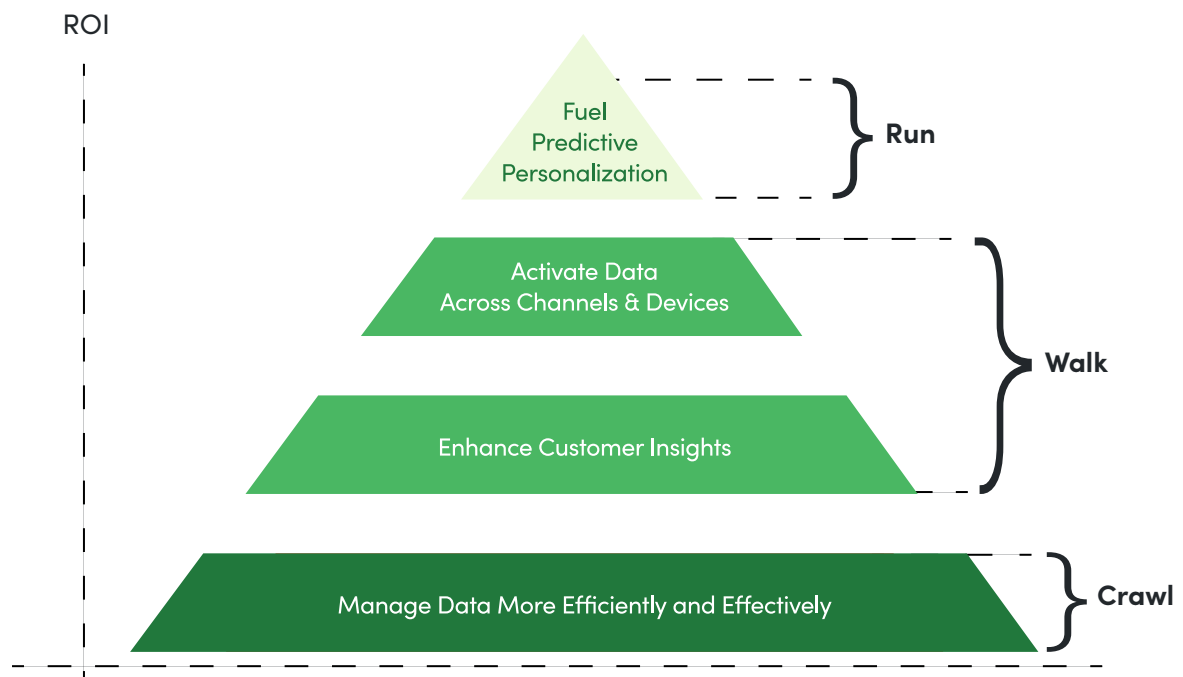 ROI
Fuel
Predictive
Personalization
Run
Activate Data
Across Channels & Devices
Walk
Enhance Customer Insights
Manage Data More Efficiently and Effectively
Crawl